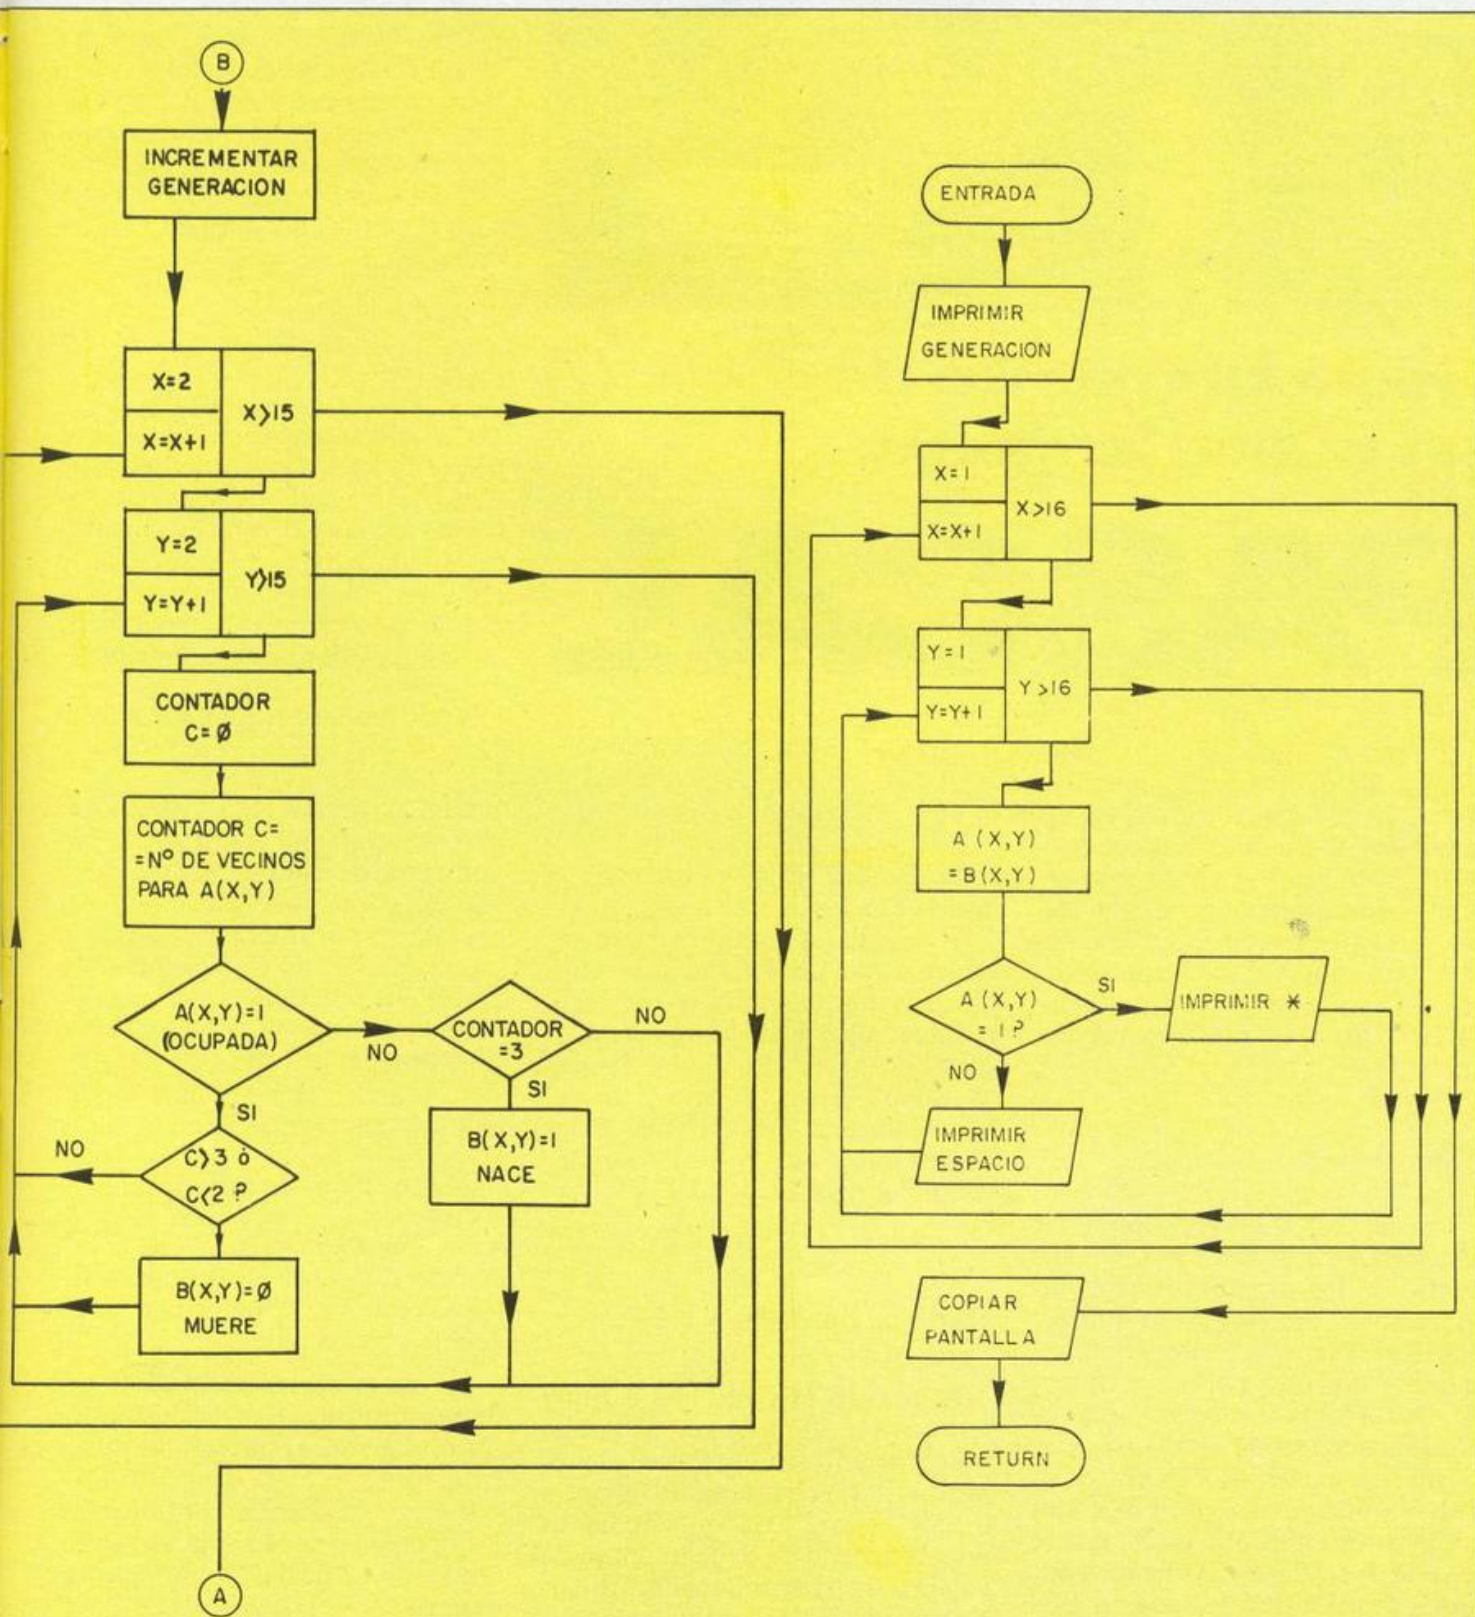 B
INCREMENTAR
GENERACION
X=2
X=X+1
X>15
Y=2
Y=Y+1
Y>15
CONTADOR
C=Ø
CONTADOR C=
=Nº DE VECINOS
PARA A(X,Y)
A(X,Y)=1
(OCUPADA)
NO
CONTADOR
=3
NO
SI
SI
B(X,Y)=1
NACE
NO
C>3 ó
C<2 ?
B(X,Y)=Ø
MUERE
A
ENTRADA
IMPRIMIR
GENERACION
X=1
X=X+1
X>16
Y=1
Y=Y+1
Y>16
A (X,Y)
=B(X,Y)
A (X,Y)
= 1 ?
SI
IMPRIMIR *
NO
IMPRIMIR
ESPACIO
COPIAR
PANTALLA
RETURN